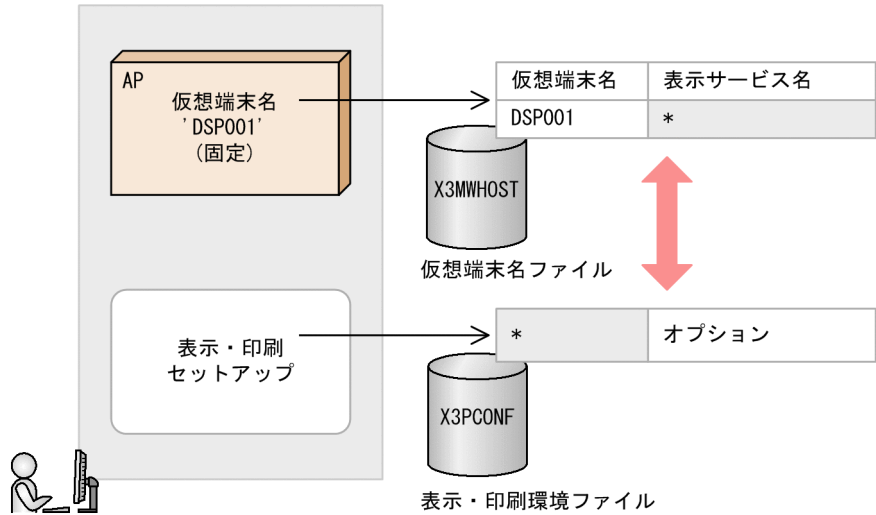 AP
仮想端末名
'DSP001'
(固定)
仮想端末名 表示サービス名
DSP001 *
X3MWHOST
仮想端末名ファイル
表示・印刷
セットアップ
* オプション
X3PCONF
表示・印刷環境ファイル